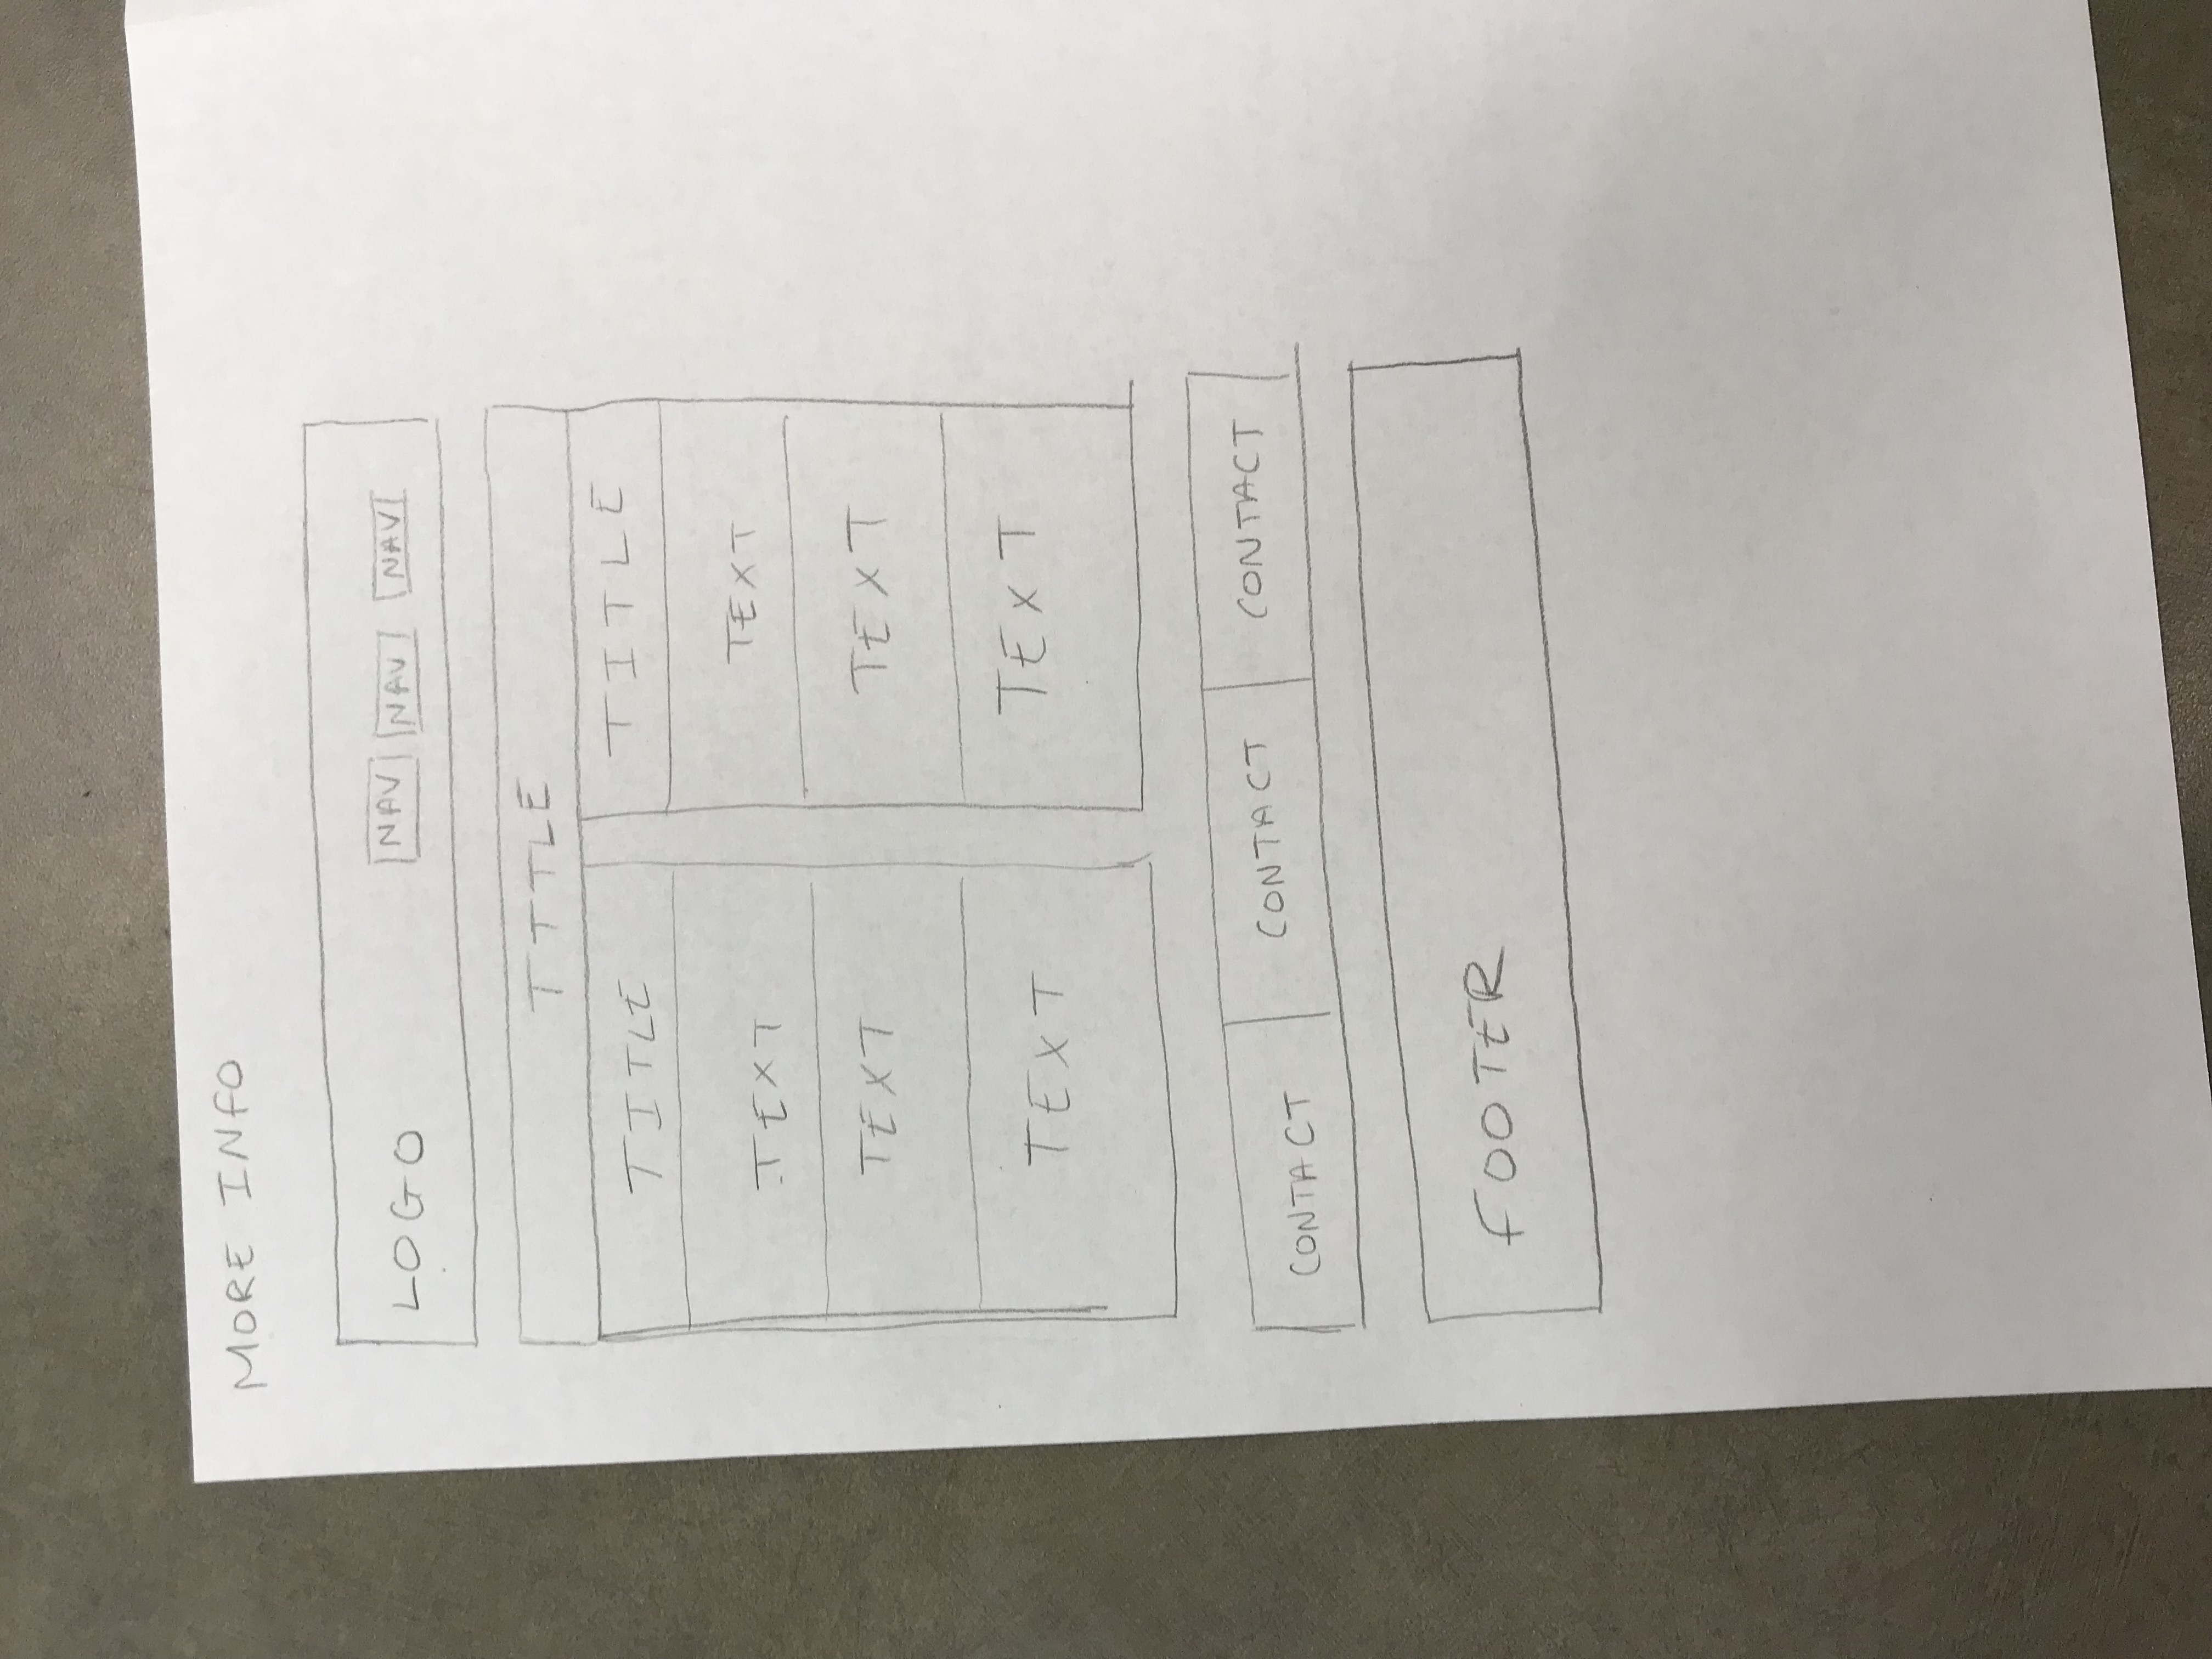 MORE INFO
LOGO NAV NAV NAV
TITLE
TITLE TITLE
TEXT TEXT
TEXT TEXT
TEXT TEXT
CONTACT CONTACT CONTACT
FOOTER